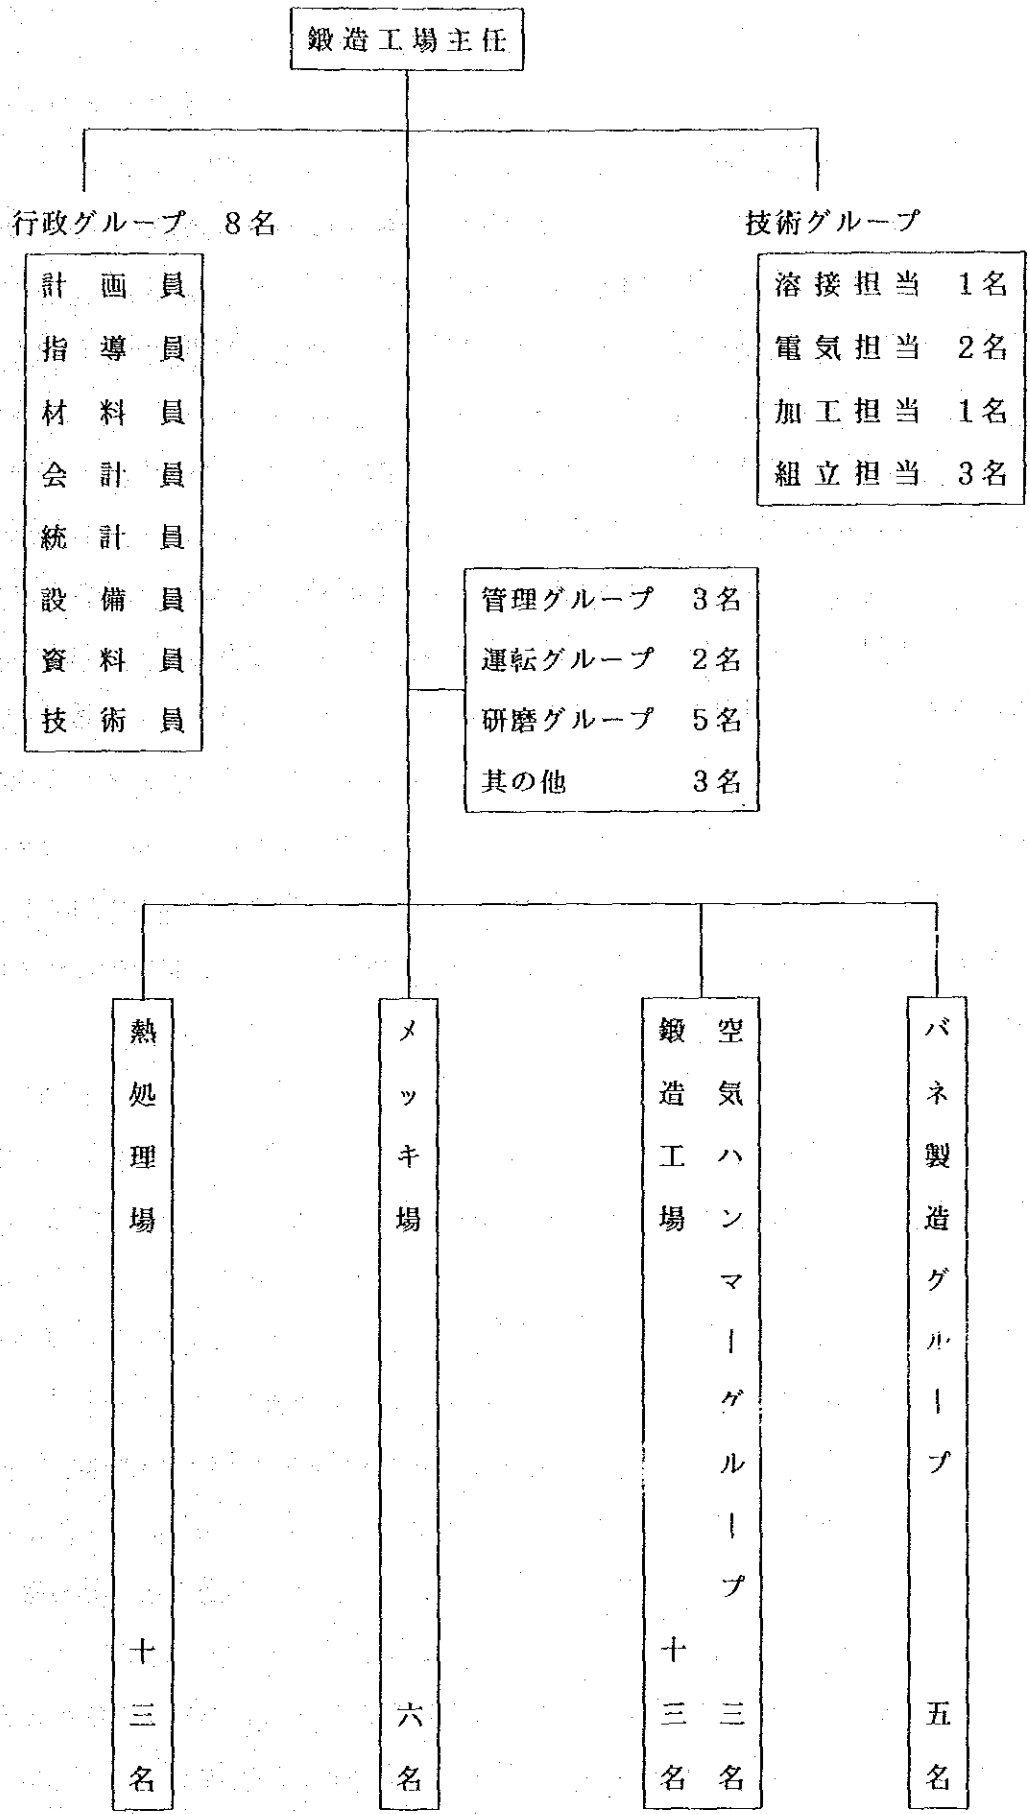 鍛造工場主任
行政グループ 8名
計画員
指導員
材料員
会計員
統計員
設備員
資料員
技術員
技術グループ
溶接担当 1名
電気担当 2名
加工担当 1名
組立担当 3名
管理グループ 3名
運転グループ 2名
研磨グループ 5名
其の他 3名
熱処理場 十三名
メッキ場 六名
空気ハンマーグループ 三名
鍛造工場 十三名
バネ製造グループ 五名